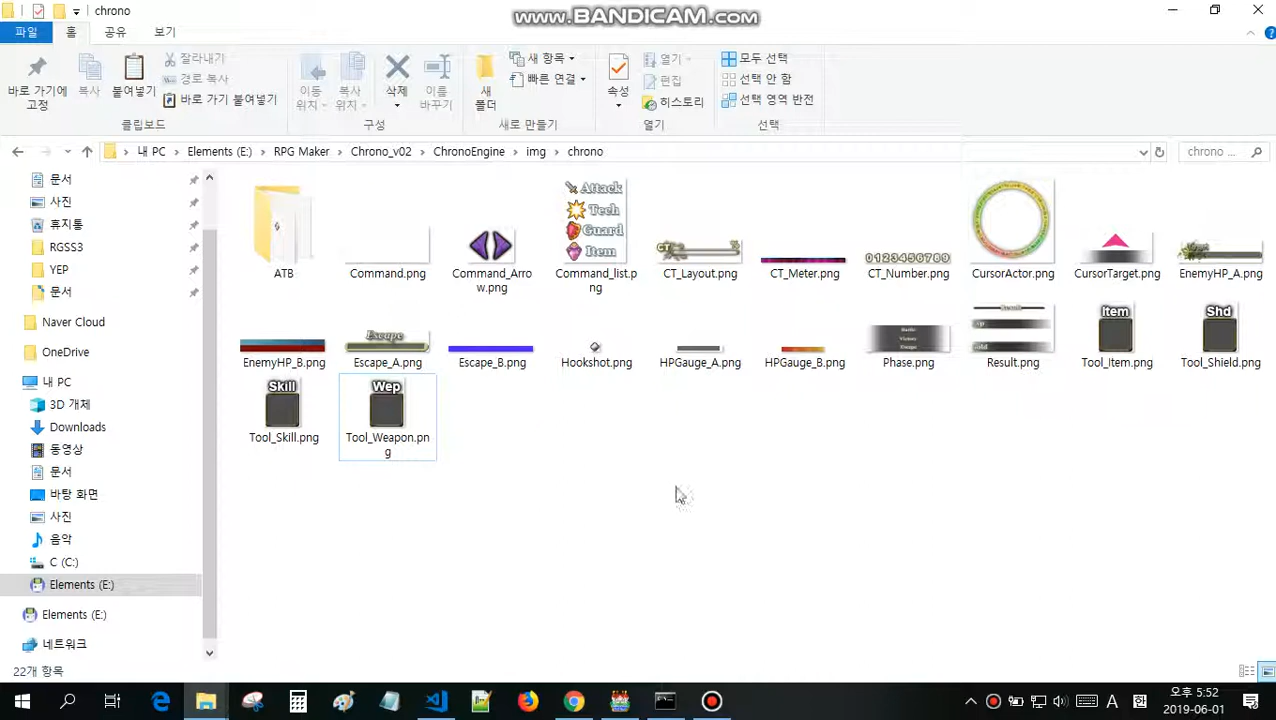 chrono
www.BANDICAM.com
파일
홈
공유
보기
바로 가기에
고정
복사
붙여넣기
잘라내기
경로 복사
바로 가기 붙여넣기
클립보드
이동
위치
복사
위치
삭제
이름
바꾸기
구성
새
폴더
새 항목
빠른 연결
새로 만들기
속성
열기
편집
히스토리
열기
모두 선택
선택 안 함
선택 영역 반전
선택
내 PC
Elements (E:)
RPG Maker
Chrono_v02
ChronoEngine
img
chrono
chrono ...
문서
사진
휴지통
RGSS3
YEP
문서
Naver Cloud
OneDrive
내 PC
3D 개체
Downloads
동영상
문서
바탕 화면
사진
음악
C (C:)
Elements (E:)
Elements (E:)
네트워크
Attack
Tech
Guard
Item
CT
0123456789
ATB
Command.png
Command_Arro
w.png
Command_list.p
ng
CT_Layout.png
CT_Meter.png
CT_Number.png
CursorActor.png
CursorTarget.png
EnemyHP_A.png
Escape
Battle
Victory
Escape
Result
Item
Shd
EnemyHP_B.png
Escape_A.png
Escape_B.png
Hookshot.png
HPGauge_A.png
HPGauge_B.png
Phase.png
Result.png
Tool_Item.png
Tool_Shield.png
Skill
Wep
Tool_Skill.png
Tool_Weapon.pn
g
22개 항목
A
오후 5:52
2019-06-01